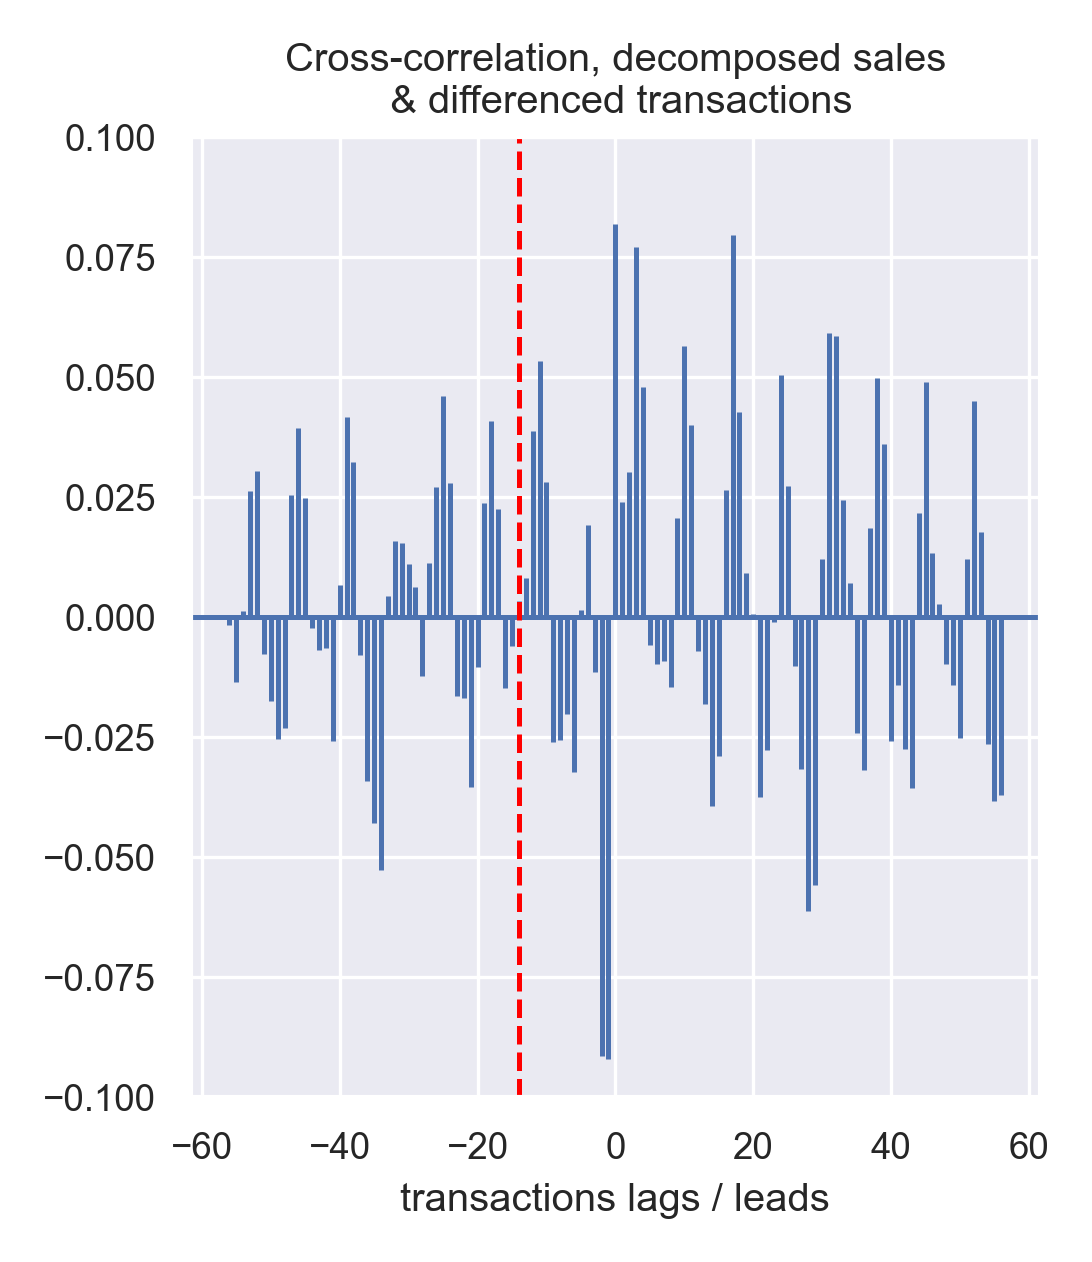 Cross-correlation, decomposed sales
& differenced transactions
0.100
0.075
0.050
0.025
0.000
−0.025
−0.050
−0.075
−0.100
−60 −40 −20 0 20 40 60
transactions lags / leads